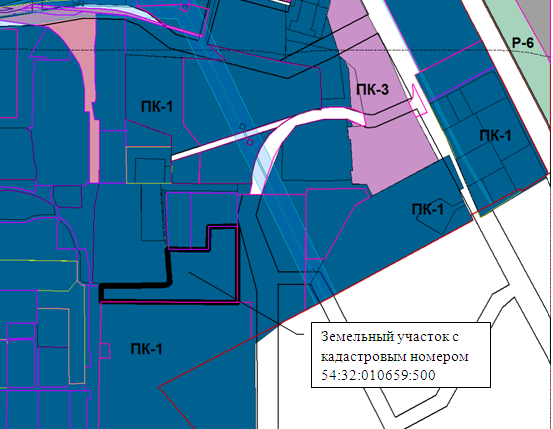 Р-6
ПК-3
ПК-1
ПК-1
ПК-1
ПК-1
Земельный участок с
кадастровым номером
54:32:010659:500